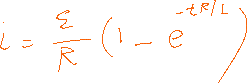 i = ε/R (1 - e^{-tR/L})